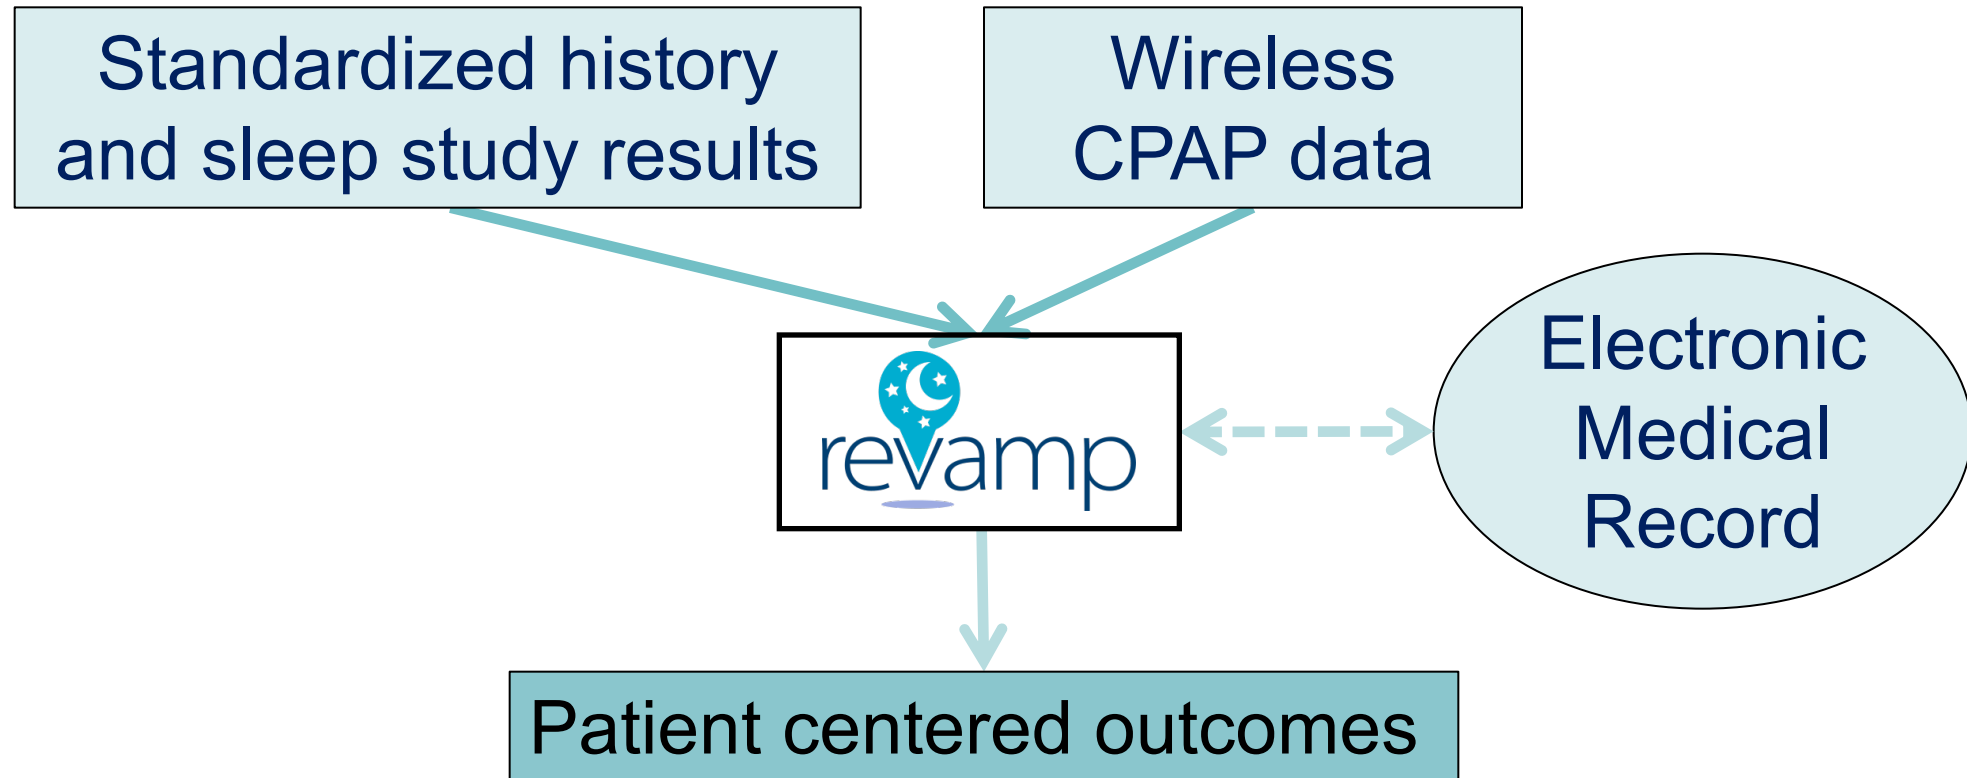 Standardized history
and sleep study results
Wireless
CPAP data
revamp
Electronic
Medical
Record
Patient centered outcomes